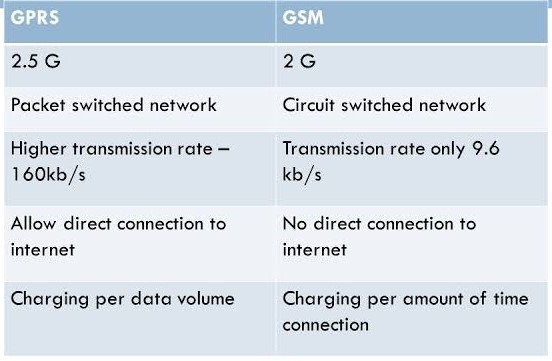 GPRS
GSM
2.5 G
2 G
Packet switched network
Circuit switched network
Higher transmission rate –
160kb/s
Transmission rate only 9.6
kb/s
Allow direct connection to
internet
No direct connection to
internet
Charging per data volume
Charging per amount of time
connection